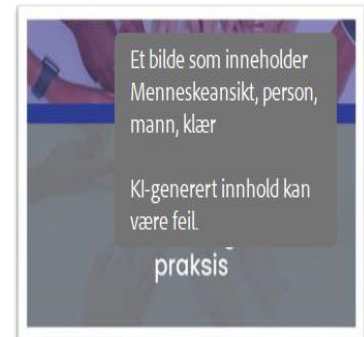 Et bilde som inneholder
Menneskeansikt, person,
mann, klær
KI-generert innhold kan
være feil.
praksis